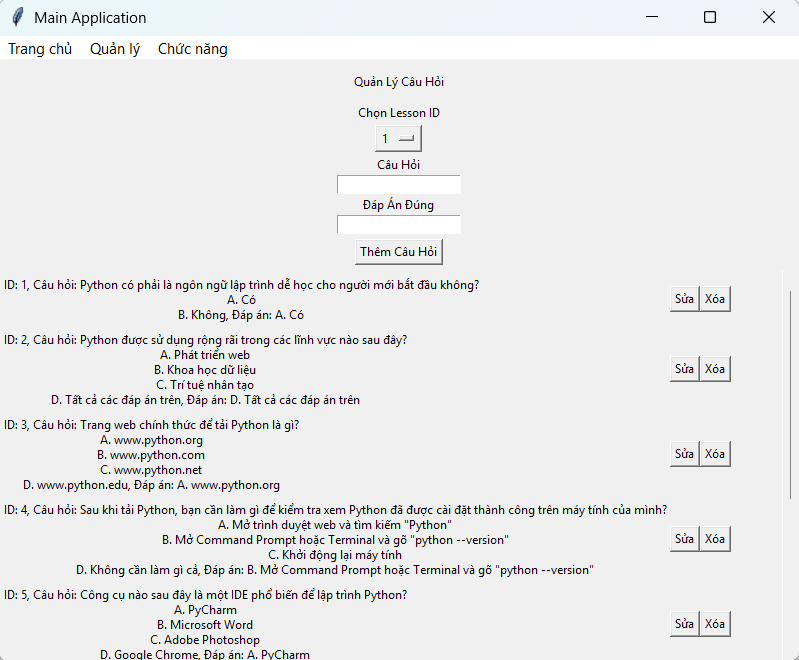 Main Application
Trang chủ Quản lý Chức năng
Quản Lý Câu Hỏi
Chọn Lesson ID
1
Câu Hỏi
Đáp Án Đúng
Thêm Câu Hỏi
ID: 1, Câu hỏi: Python có phải là ngôn ngữ lập trình dễ học cho người mới bắt đầu không?
A. Có
B. Không, Đáp án: A. Có
Sửa Xóa
ID: 2, Câu hỏi: Python được sử dụng rộng rãi trong các lĩnh vực nào sau đây?
A. Phát triển web
B. Khoa học dữ liệu
C. Trí tuệ nhân tạo
D. Tất cả các đáp án trên, Đáp án: D. Tất cả các đáp án trên
Sửa Xóa
ID: 3, Câu hỏi: Trang web chính thức để tải Python là gì?
A. www.python.org
B. www.python.com
C. www.python.net
D. www.python.edu, Đáp án: A. www.python.org
Sửa Xóa
ID: 4, Câu hỏi: Sau khi tải Python, bạn cần làm gì để kiểm tra xem Python đã được cài đặt thành công trên máy tính của mình?
A. Mở trình duyệt web và tìm kiếm "Python"
B. Mở Command Prompt hoặc Terminal và gõ "python --version"
C. Khởi động lại máy tính
D. Không cần làm gì cả, Đáp án: B. Mở Command Prompt hoặc Terminal và gõ "python --version"
Sửa Xóa
ID: 5, Câu hỏi: Công cụ nào sau đây là một IDE phổ biến để lập trình Python?
A. PyCharm
B. Microsoft Word
C. Adobe Photoshop
D. Google Chrome, Đáp án: A. PyCharm
Sửa Xóa